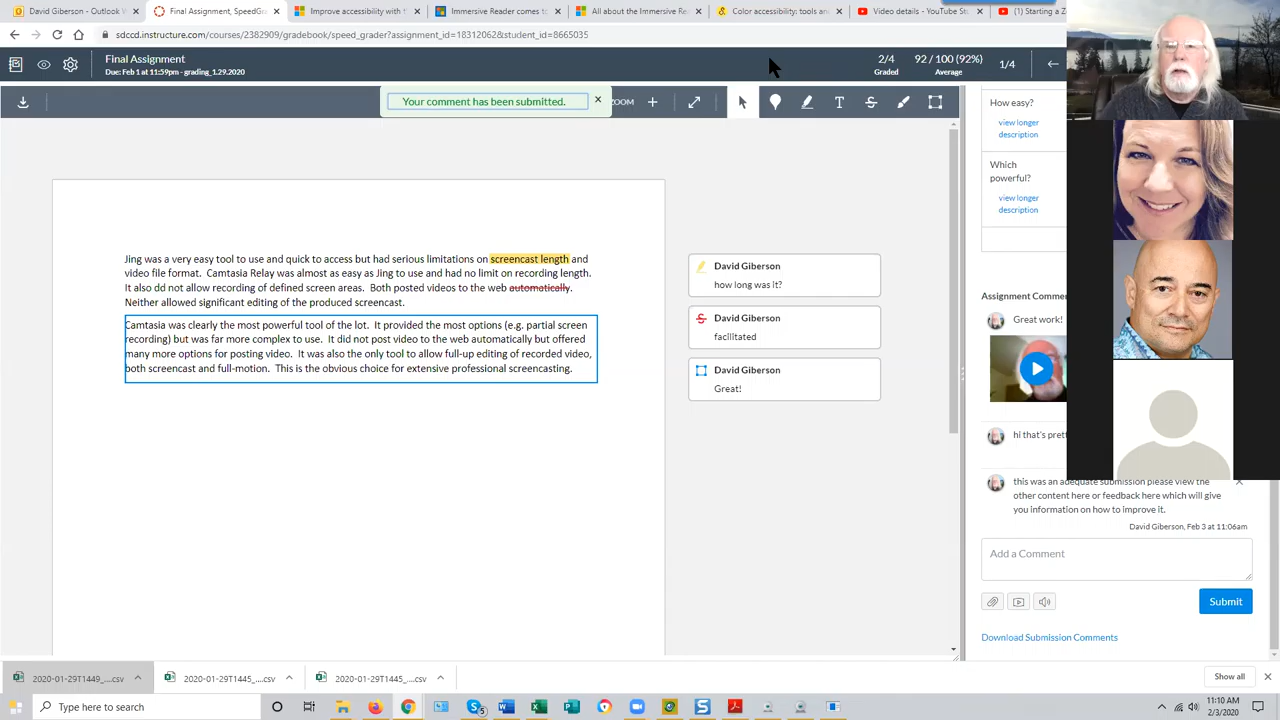 David Giberson - Outlook W
Final Assignment, SpeedGra
Improve accessibility with t
Immersive Reader comes to
All about the Immersive Re
Color accessibility: tools an
Video details - YouTube St
(1) Starting a Z
sdccd.instructure.com/courses/2382909/gradebook/speed_grader?assignment_id=18312062&student_id=8665035
Final Assignment
Due: Feb 1 at 11:59pm - grading_1.29.2020
2/4
Graded
92 / 100 (92%)
Average
1/4
Your comment has been submitted.
ZOOM
How easy?
view longer
description
Which
powerful?
view longer
description
Jing was a very easy tool to use and quick to access but had serious limitations on screencast length and
video file format. Camtasia Relay was almost as easy as Jing to use and had no limit on recording length.
It also dd not allow recording of defined screen areas. Both posted videos to the web automatically.
Neither allowed significant editing of the produced screencast.
Camtasia was clearly the most powerful tool of the lot. It provided the most options (e.g. partial screen
recording) but was far more complex to use. It did not post video to the web automatically but offered
many more options for posting video. It was also the only tool to allow full-up editing of recorded video,
both screencast and full-motion. This is the obvious choice for extensive professional screencasting.
David Giberson
how long was it?
David Giberson
facilitated
David Giberson
Great!
Assignment Comme
Great work!
hi that's pret
this was an adequate submission please view the
other content here or feedback here which will give
you information on how to improve it.
David Giberson, Feb 3 at 11:06am
Add a Comment
Submit
Download Submission Comments
2020-01-29T1449_....csv
2020-01-29T1445_....csv
2020-01-29T1445_....csv
Show all
Type here to search
5
11:10 AM
2/3/2020